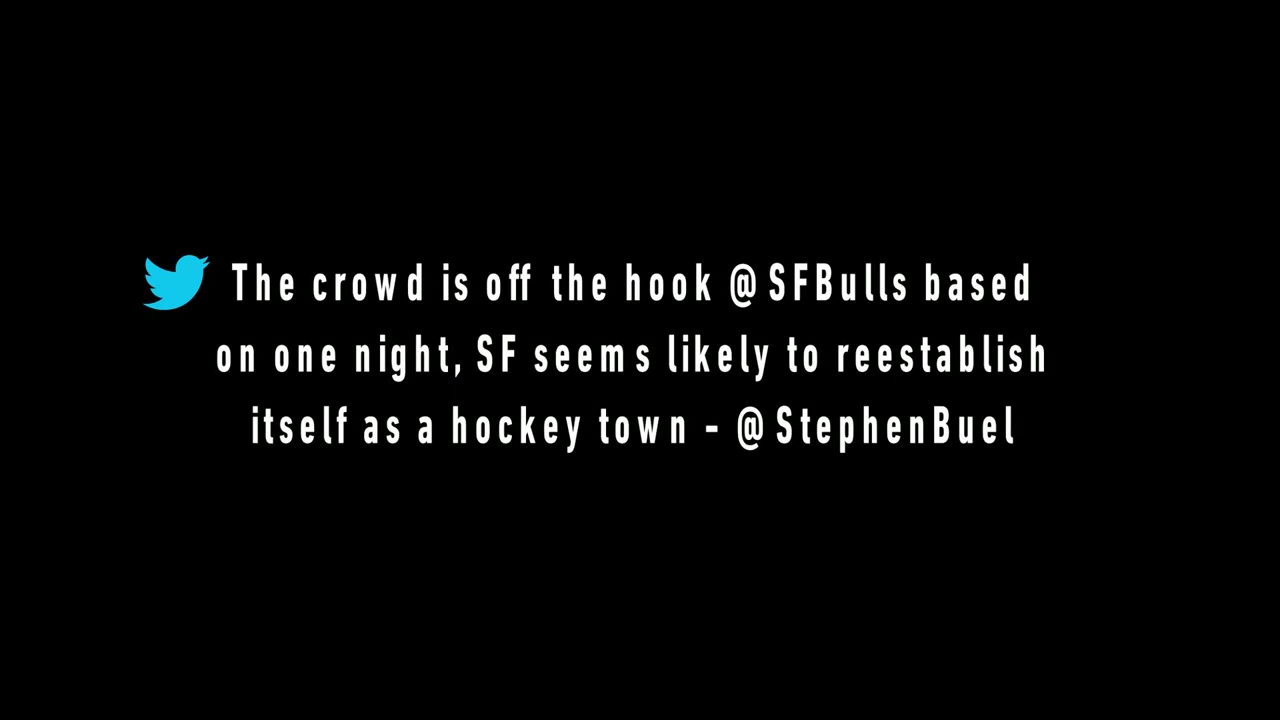 The crowd is off the hook @SFBulls based
on one night, SF seems likely to reestablish
itself as a hockey town - @StephenBuel